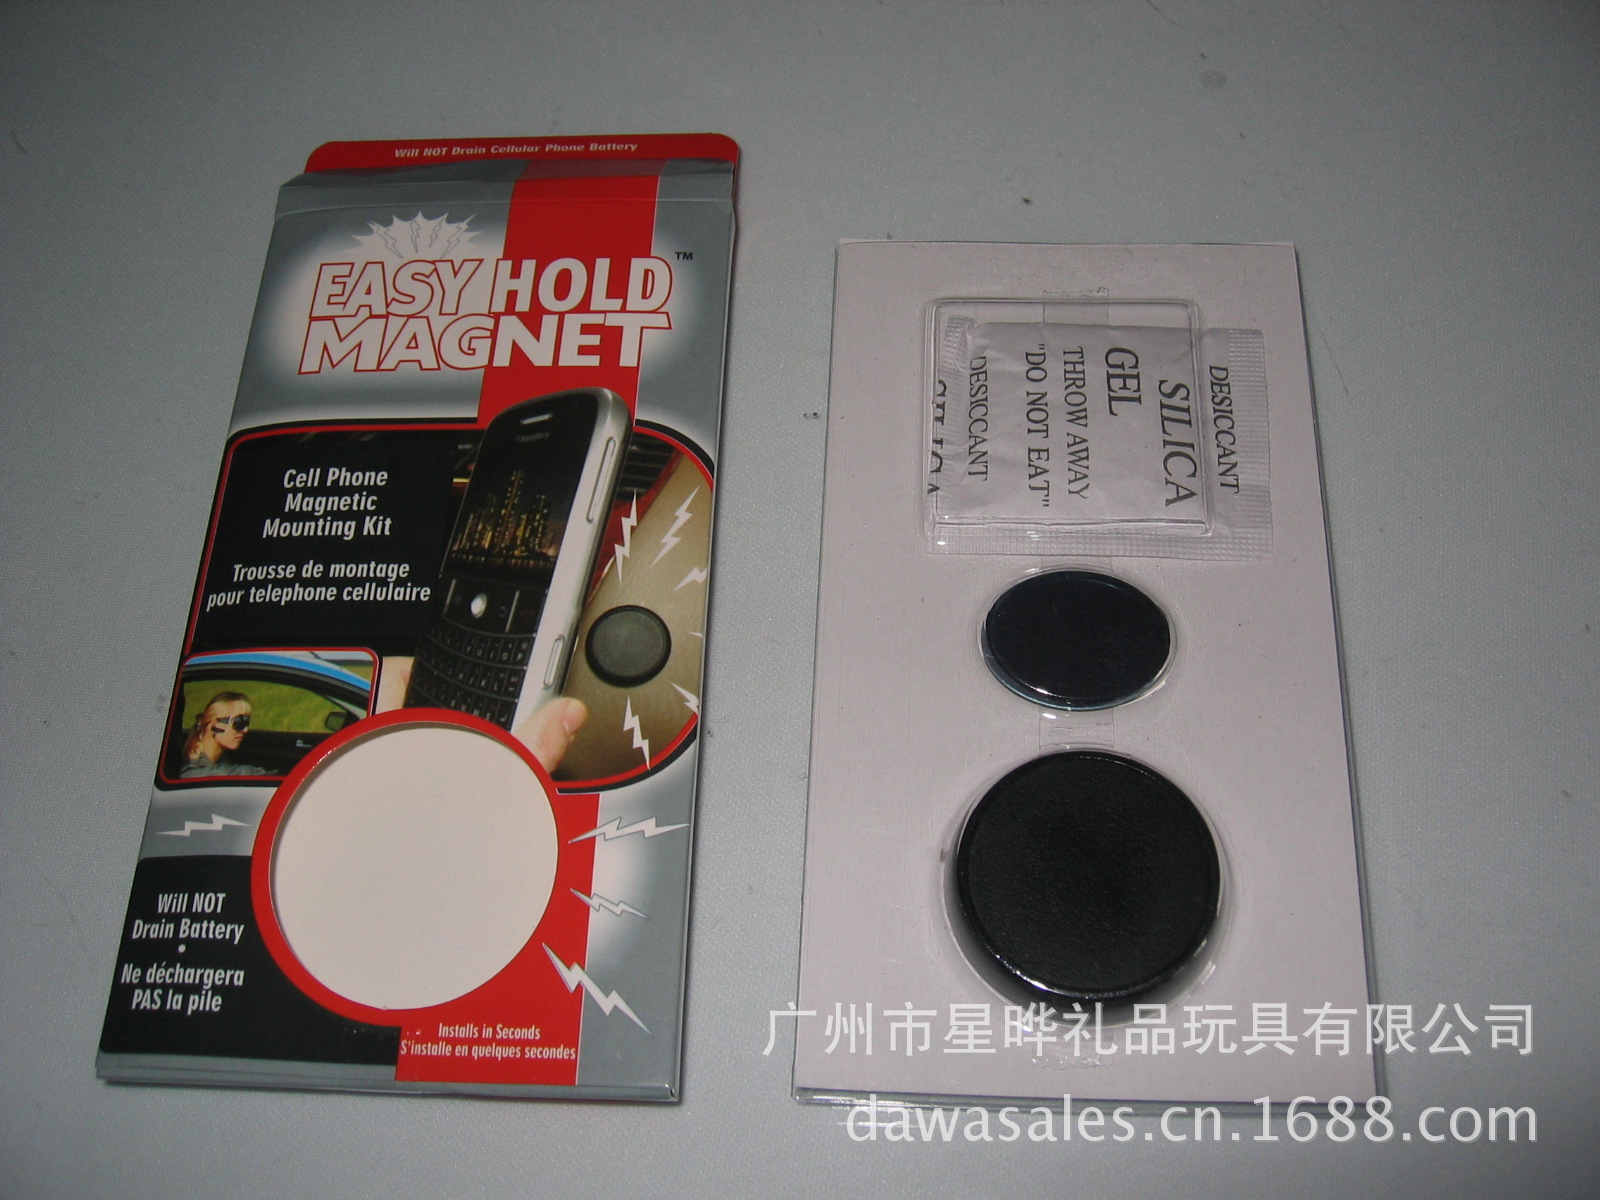 Will NOT Drain Cellular Phone Battery
EASY HOLD
MAGNET
TM
Cell Phone
Magnetic
Mounting Kit
Trousse de montage
pour telephone cellulaire
Will NOT
Drain Battery
•
Ne déchargera
PAS la pile
Installs in Seconds
S'installe en quelques secondes
DESICCANT
SILICA
GEL
THROW AWAY
"DO NOT EAT"
DESICCANT
广州市星晔礼品玩具有限公司
dawasales.cn.1688.com